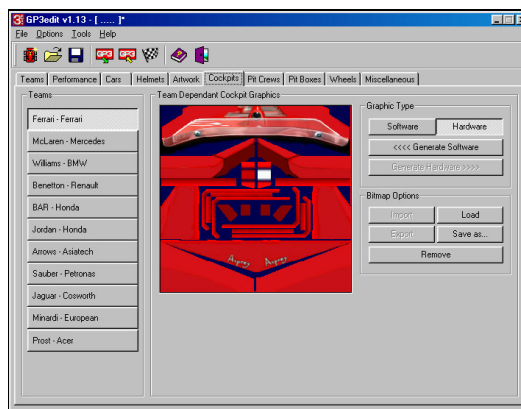 GP3edit v1.13 - [ ..... ]*
File Options Tools Help
GP3 GP3
Teams Performance Cars Helmets Artwork Cockpits Pit Crews Pit Boxes Wheels Miscellaneous
Teams
Ferrari - Ferrari
McLaren - Mercedes
Williams - BMW
Benetton - Renault
BAR - Honda
Jordan - Honda
Arrows - Asiatech
Sauber - Petronas
Jaguar - Cosworth
Minardi - European
Prost - Acer
Team Dependant Cockpit Graphics
Graphic Type
Software Hardware
<<<< Generate Software
Generate Hardware >>>>
Bitmap Options
Import Load
Export Save as...
Remove